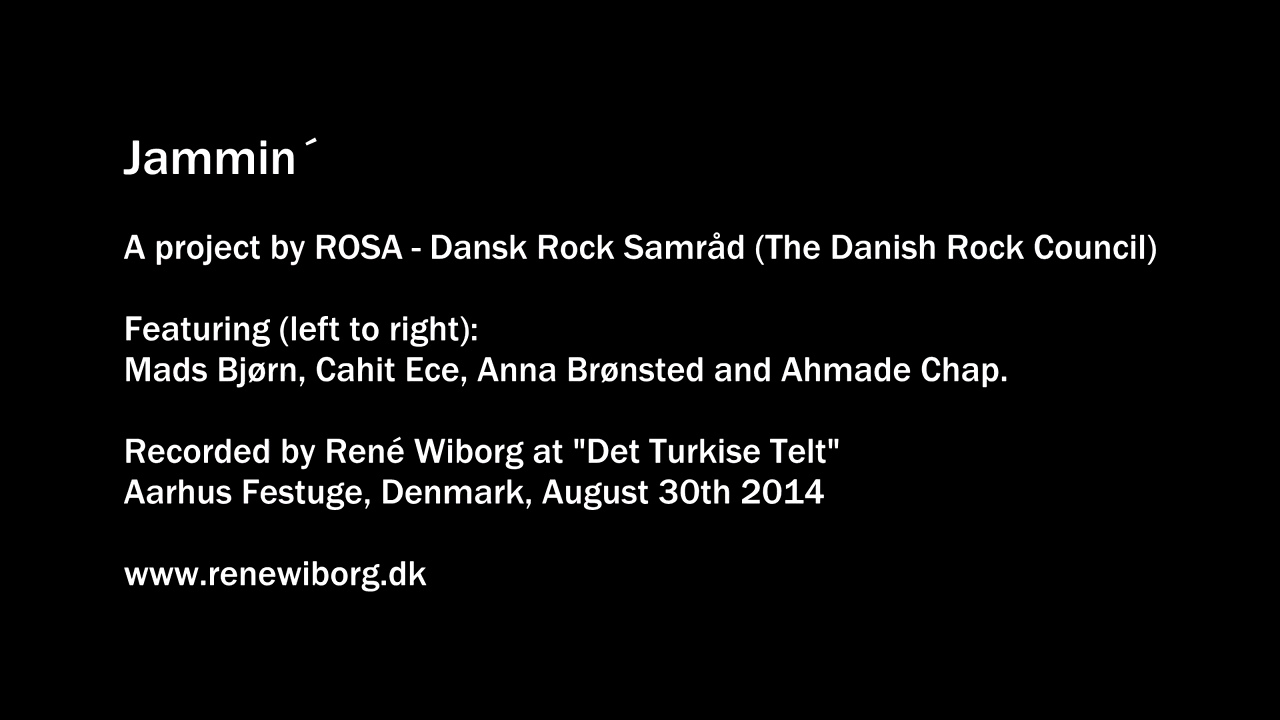 Jammin´
A project by ROSA - Dansk Rock Samråd (The Danish Rock Council)
Featuring (left to right):
Mads Bjørn, Cahit Ece, Anna Brønsted and Ahmade Chap.
Recorded by René Wiborg at "Det Turkise Telt"
Aarhus Festuge, Denmark, August 30th 2014
www.renewiborg.dk